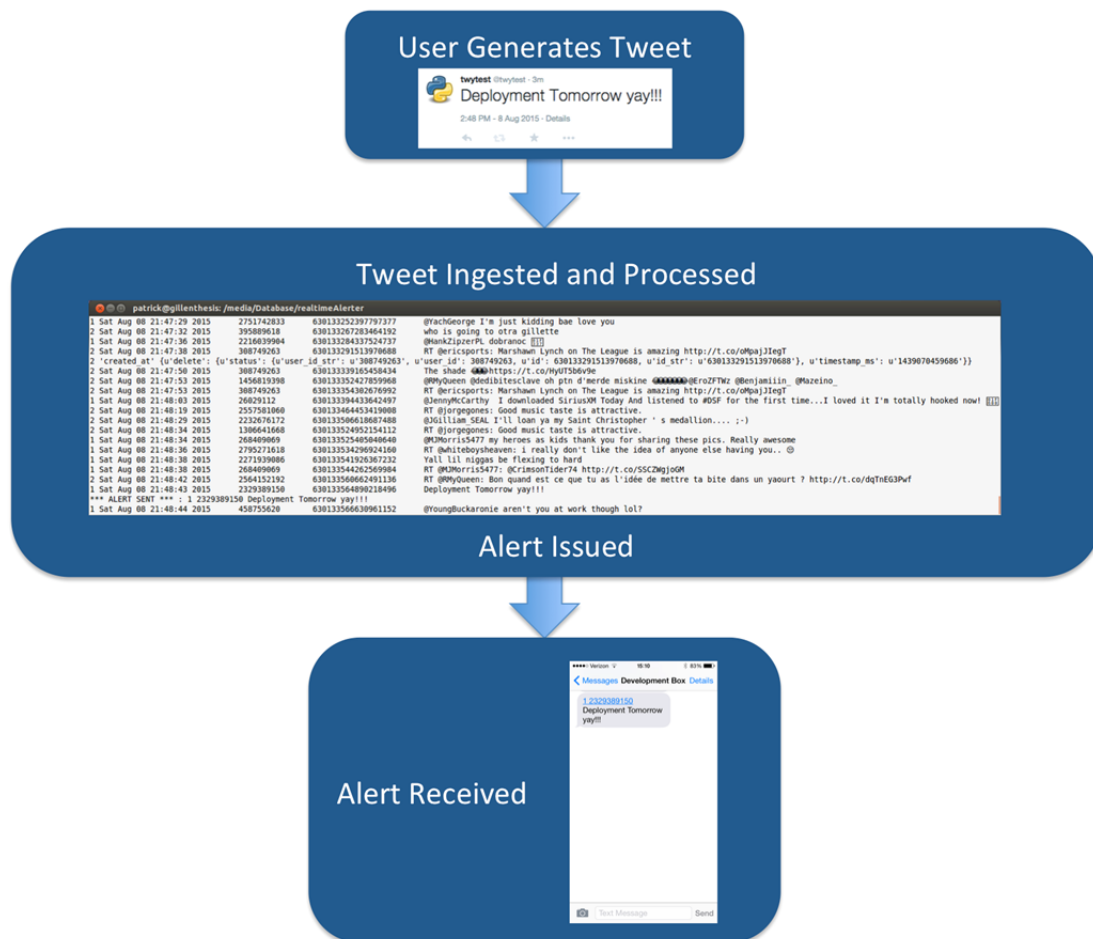 User Generates Tweet
twytest @twytest · 3m
Deployment Tomorrow yay!!!
2:48 PM - 8 Aug 2015 · Details
Tweet Ingested and Processed
patrick@gillenthesis: /media/Database/realtimeAlerter
1 Sat Aug 08 21:47:29 2015 2751742833 630133252397797377 @YachGeorge I'm just kidding bae love you
2 Sat Aug 08 21:47:32 2015 395889618 630133267283464192 who is going to otra gillette
1 Sat Aug 08 21:47:36 2015 2216039904 630133284337524737 @HankZipzerPL dobranoc
2 Sat Aug 08 21:47:38 2015 308749263 630133291513970688 RT @ericsports: Marshawn Lynch on The League is amazing http://t.co/oMpajJIegT
2 'created_at' {u'delete': {u'status': {u'user_id_str': u'308749263', u'user_id': 308749263, u'id': 630133291513970688, u'id_str': u'630133291513970688'}, u'timestamp_ms': u'1439070459686'}}
2 Sat Aug 08 21:47:50 2015 308749263 630133339165458434 The shade https://t.co/HyUT5b6v9e
2 Sat Aug 08 21:47:53 2015 1456819398 630133352427859968 @RMyQueen @dedibitesclave oh ptn d'merde miskine @EroZFTWz @Benjamiiin_ @Mazeino_
2 Sat Aug 08 21:47:53 2015 308749263 630133354302676992 RT @ericsports: Marshawn Lynch on The League is amazing http://t.co/oMpajJIegT
1 Sat Aug 08 21:48:03 2015 26029112 630133394433642497 @JennyMcCarthy I downloaded SiriusXM Today And listened to #DSF for the first time...I loved it I'm totally hooked now!
2 Sat Aug 08 21:48:19 2015 2557581060 630133464453419008 RT @jorgegones: Good music taste is attractive.
2 Sat Aug 08 21:48:29 2015 2232676172 630133506618687488 @JGilliam_SEAL I'll loan ya my Saint Christopher ' s medallion.... ;-)
2 Sat Aug 08 21:48:34 2015 1306641668 630133524952154112 RT @jorgegones: Good music taste is attractive.
1 Sat Aug 08 21:48:34 2015 268409069 630133525405040640 @MJMorris5477 my heroes as kids thank you for sharing these pics. Really awesome
1 Sat Aug 08 21:48:36 2015 2795271618 630133534296924160 RT @whiteboysheaven: i really don't like the idea of anyone else having you.. 😔
1 Sat Aug 08 21:48:38 2015 2271939086 630133541926367232 Yall lil niggas be flexing to hard
1 Sat Aug 08 21:48:38 2015 268409069 630133544262569984 RT @MJMorris5477: @CrimsonTider74 http://t.co/SSCZWgjoGM
2 Sat Aug 08 21:48:42 2015 2564152192 630133560662491136 RT @RMyQueen: Bon quand est ce que tu as l'idée de mettre ta bite dans un yaourt ? http://t.co/dqTnEG3Pwf
1 Sat Aug 08 21:48:43 2015 2329389150 630133564890218496 Deployment Tomorrow yay!!!
*** ALERT SENT *** : 1 2329389150 Deployment Tomorrow yay!!!
1 Sat Aug 08 21:48:44 2015 458755620 630133566630961152 @YoungBuckaronie aren't you at work though lol?
Alert Issued
Alert Received
Verizon 15:10 83%
Messages Development Box Details
1 2329389150
Deployment Tomorrow
yay!!!
Text Message Send